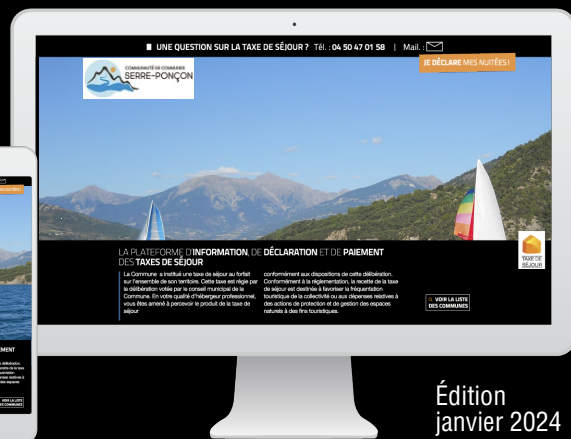 UNE QUESTION SUR LA TAXE DE SÉJOUR ? Tél. : 04 50 47 01 58 | Mail. :
JE DÉCLARE MES NUITÉES !
COMMUNAUTÉ DE COMMUNES
SERRE-PONÇON
LA PLATEFORME D'INFORMATION, DE DÉCLARATION ET DE PAIEMENT
DES TAXES DE SÉJOUR
La Commune a institué une taxe de séjour au forfait
sur l'ensemble de son territoire. Cette taxe est régie par
la délibération votée par le conseil municipal de la
Commune. En votre qualité d'hébergeur professionnel,
vous êtes amené à percevoir le produit de la taxe de
séjour
conformément aux dispositions de cette délibération.
Conformément à la réglementation, la recette de la taxe
de séjour est destinée à favoriser la fréquentation
touristique de la collectivité ou aux dépenses relatives à
des actions de protection et de gestion des espaces
naturels à des fins touristiques.
TAXE DE
SÉJOUR
VOIR LA LISTE
DES COMMUNES
VOIR LA LISTE
DES COMMUNES
Édition
janvier 2024